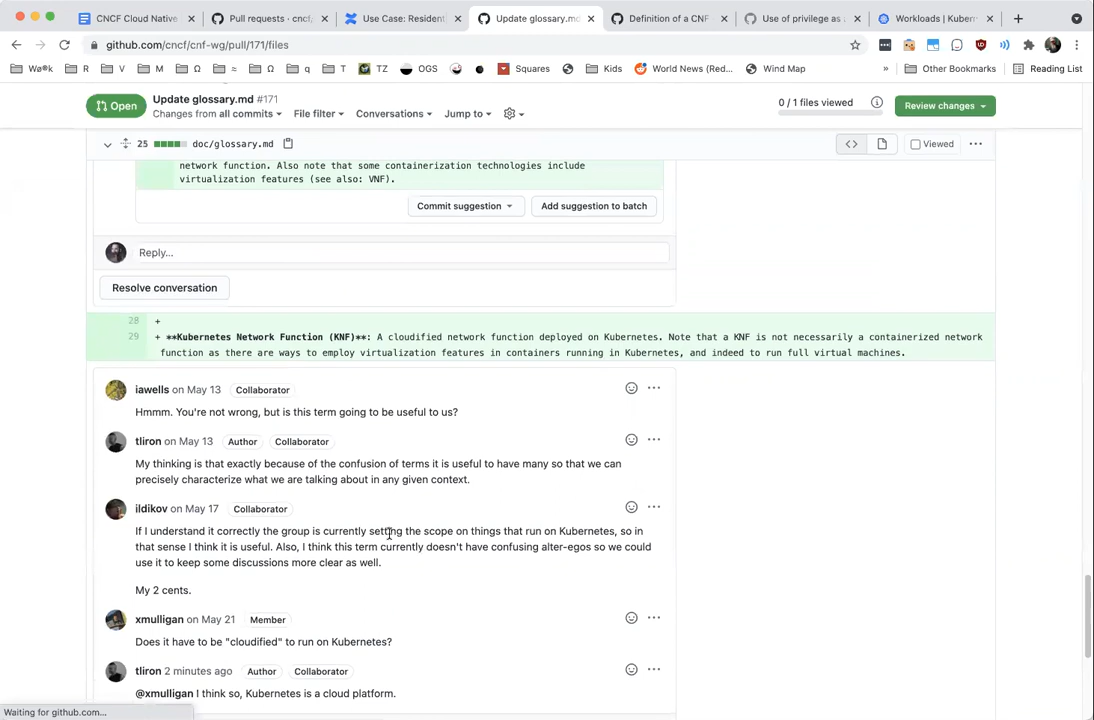 CNCF Cloud Native
Pull requests · cncf/
Use Case: Resident
Update glossary.md
Definition of a CNF
Use of privilege as
Workloads | Kuberne
github.com/cncf/cnf-wg/pull/171/files
Wø®k
R
V
M
Ω
≈
Ω
q
T
TZ
OGS
Squares
Kids
World News (Red...
Wind Map
»
Other Bookmarks
Reading List
Open
Update glossary.md #171
Changes from all commits
File filter
Conversations
Jump to
0 / 1 files viewed
Review changes
25
doc/glossary.md
Viewed
network function. Also note that some containerization technologies include
virtualization features (see also: VNF).
Commit suggestion
Add suggestion to batch
Reply...
Resolve conversation
28 +
29 + **Kubernetes Network Function (KNF)**: A cloudified network function deployed on Kubernetes. Note that a KNF is not necessarily a containerized network
function as there are ways to employ virtualization features in containers running in Kubernetes, and indeed to run full virtual machines.
iawells on May 13 Collaborator
Hmmm. You're not wrong, but is this term going to be useful to us?
tliron on May 13 Author Collaborator
My thinking is that exactly because of the confusion of terms it is useful to have many so that we can
precisely characterize what we are talking about in any given context.
ildikov on May 17 Collaborator
If I understand it correctly the group is currently setting the scope on things that run on Kubernetes, so in
that sense I think it is useful. Also, I think this term currently doesn't have confusing alter-egos so we could
use it to keep some discussions more clear as well.
My 2 cents.
xmulligan on May 21 Member
Does it have to be "cloudified" to run on Kubernetes?
tliron 2 minutes ago Author Collaborator
@xmulligan I think so, Kubernetes is a cloud platform.
Waiting for github.com...